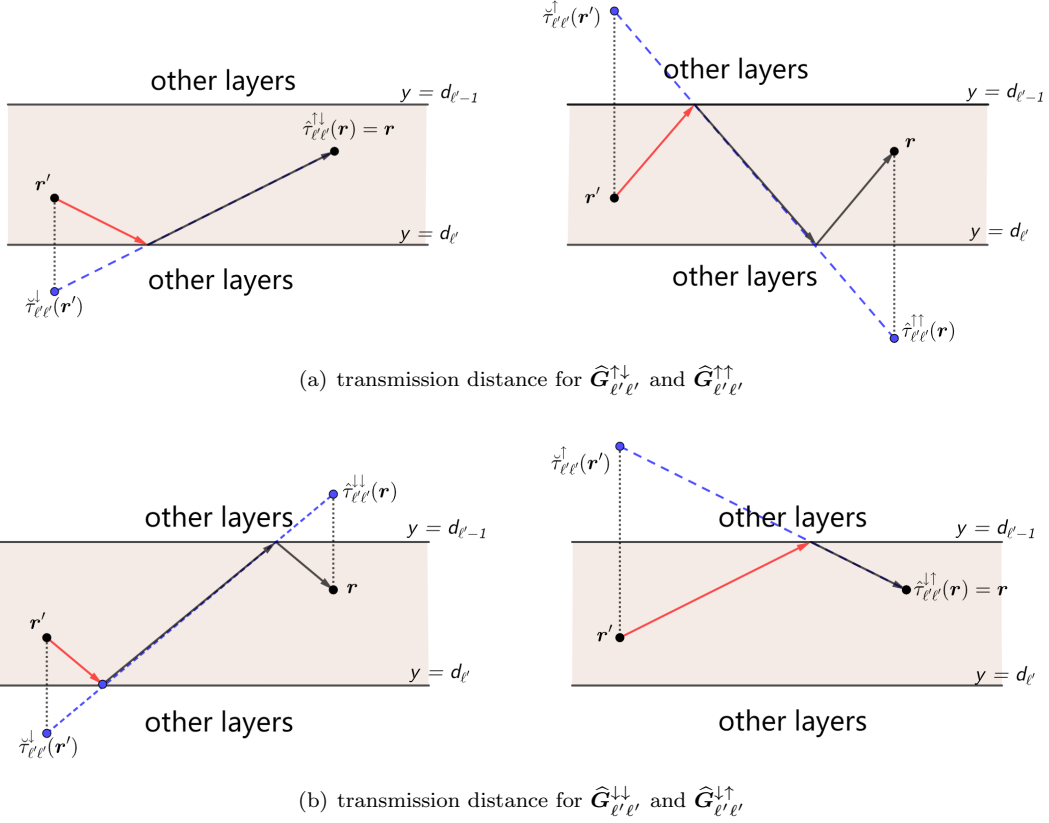 τ̆↑ℓ′ℓ′(r′)
other layers
other layers
y = dℓ′−1
y = dℓ′−1
τ̂↑↓ℓ′ℓ′(r) = r
r
r′
r′
y = dℓ′
y = dℓ′
other layers
other layers
τ̆↓ℓ′ℓ′(r′)
τ̂↑↑ℓ′ℓ′(r)
(a) transmission distance for Ĝ↑↓ℓ′ℓ′ and Ĝ↑↑ℓ′ℓ′
τ̆↑ℓ′ℓ′(r′)
τ̂↓↓ℓ′ℓ′(r)
other layers
other layers
y = dℓ′−1
y = dℓ′−1
r
τ̂↓↑ℓ′ℓ′(r) = r
r′
r′
y = dℓ′
y = dℓ′
other layers
other layers
τ̆↓ℓ′ℓ′(r′)
(b) transmission distance for Ĝ↓↓ℓ′ℓ′ and Ĝ↓↑ℓ′ℓ′